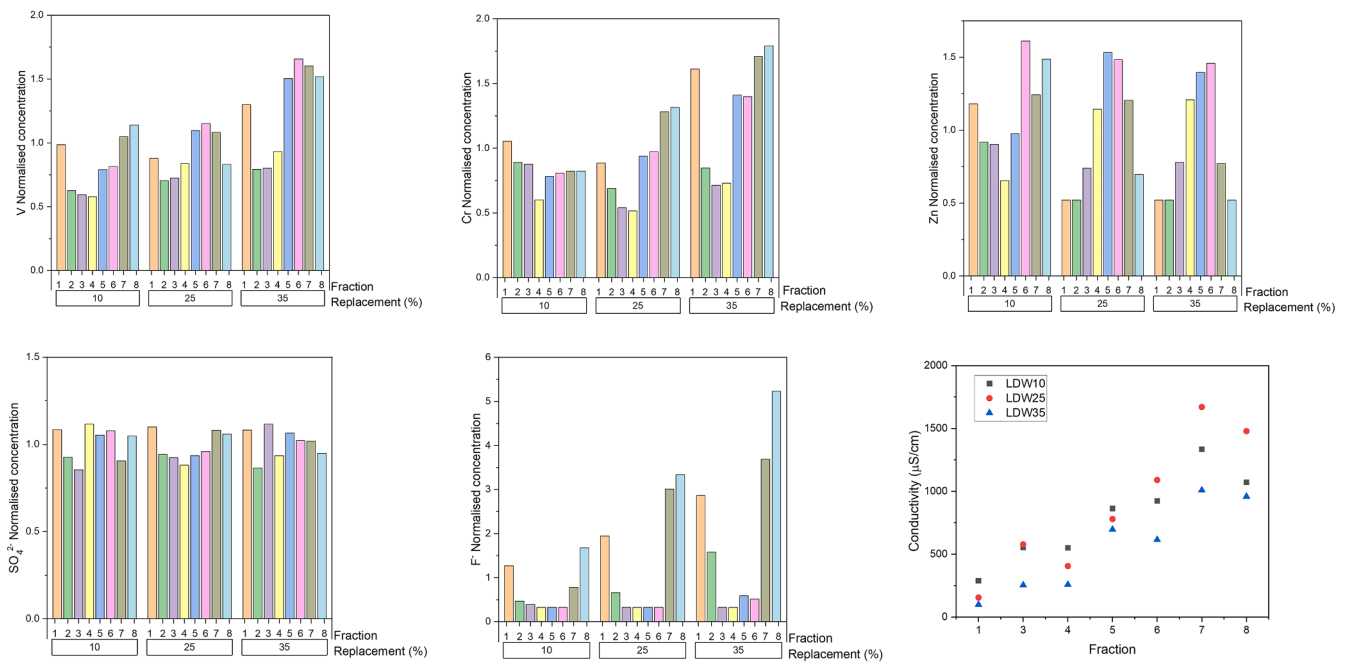 2.0
1.5
1.0
0.5
0.0
V Normalised concentration
1 2 3 4 5 6 7 8 1 2 3 4 5 6 7 8 1 2 3 4 5 6 7 8 Fraction
10 25 35 Replacement (%)
2.0
1.5
1.0
0.5
0.0
Cr Normalised concentration
1 2 3 4 5 6 7 8 1 2 3 4 5 6 7 8 1 2 3 4 5 6 7 8 Fraction
10 25 35 Replacement (%)
1.5
1.0
0.5
0.0
Zn Normalised concentration
1 2 3 4 5 6 7 8 1 2 3 4 5 6 7 8 1 2 3 4 5 6 7 8 Fraction
10 25 35 Replacement (%)
1.5
1.0
0.5
0.0
SO₄²⁻ Normalised concentration
1 2 3 4 5 6 7 8 1 2 3 4 5 6 7 8 1 2 3 4 5 6 7 8 Fraction
10 25 35 Replacement (%)
6
5
4
3
2
1
0
F⁻ Normalised concentration
1 2 3 4 5 6 7 8 1 2 3 4 5 6 7 8 1 2 3 4 5 6 7 8 Fraction
10 25 35 Replacement (%)
2000
1500
1000
500
0
Conductivity (µS/cm)
LDW10
LDW25
LDW35
1 3 4 5 6 7 8
Fraction